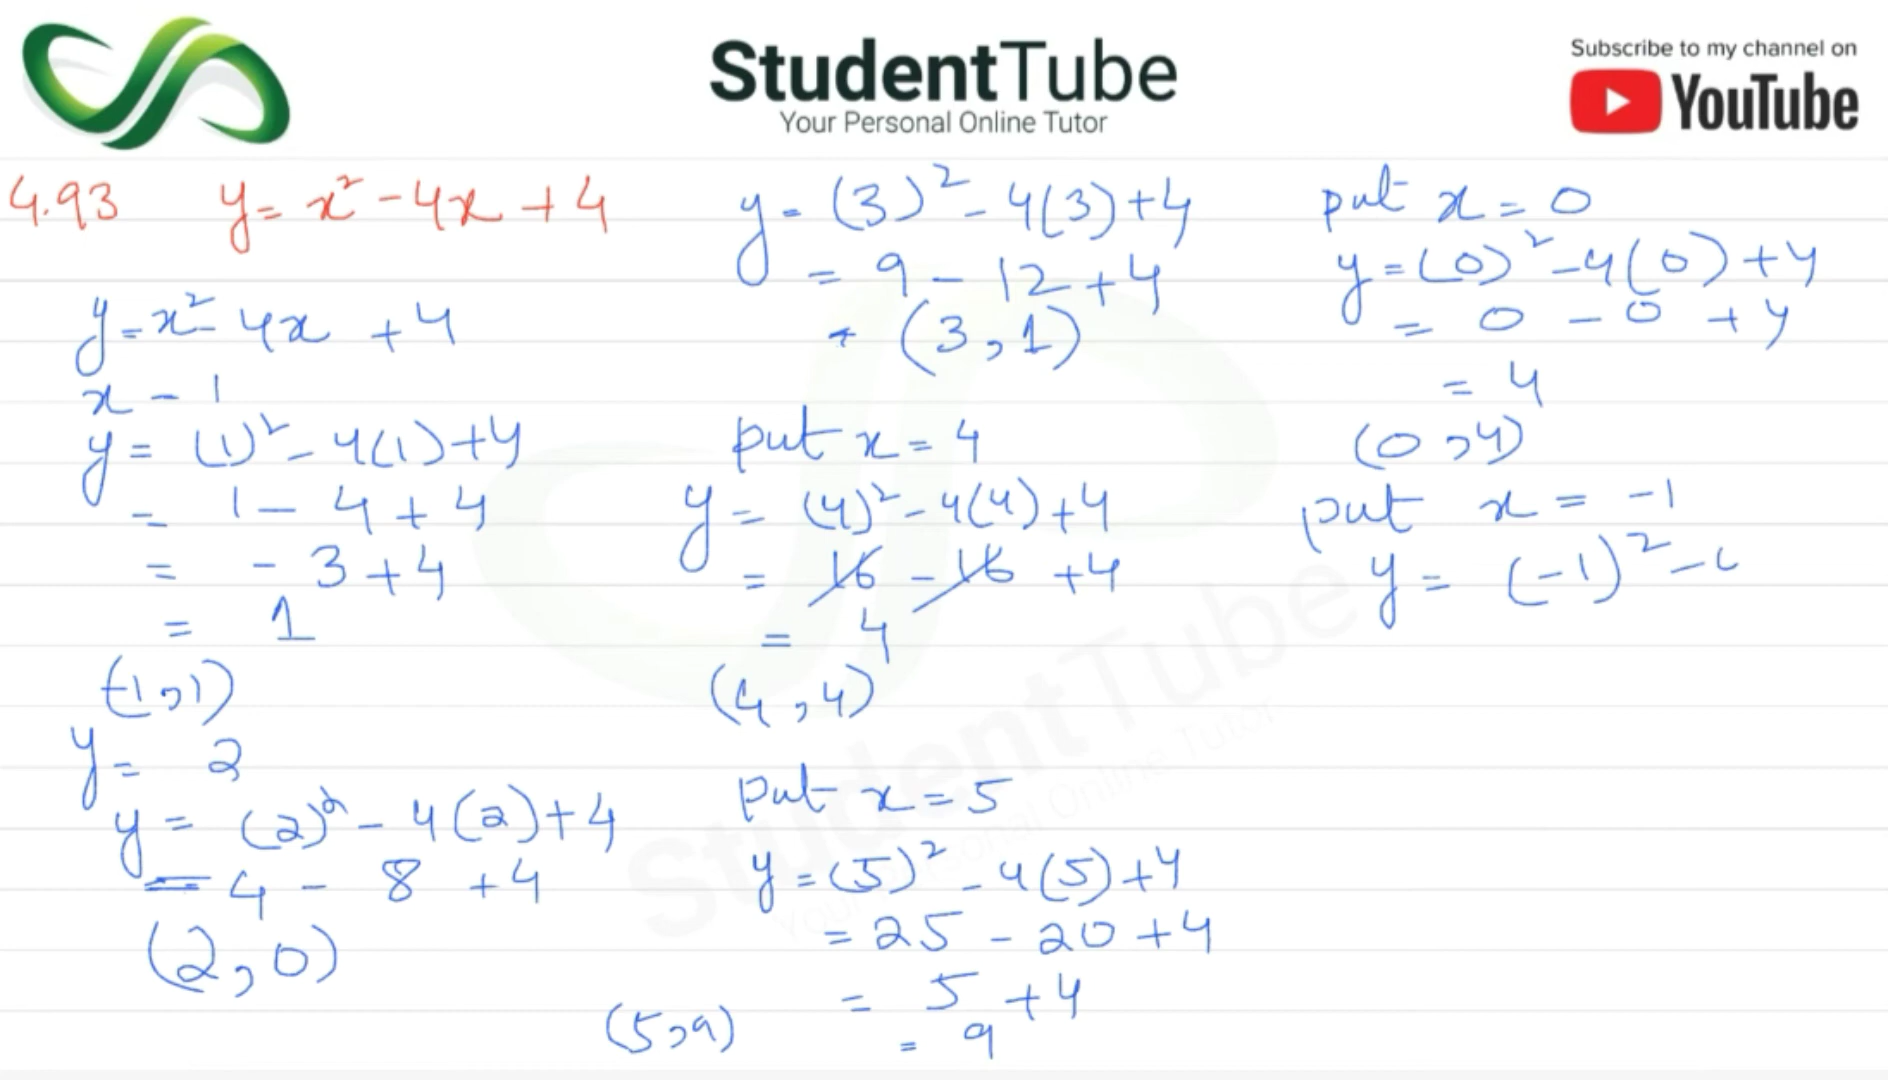 StudentTube
Your Personal Online Tutor
Subscribe to my channel on
YouTube
4.93 y = x² - 4x + 4
y = x² - 4x + 4
x - 1
y = (1)² - 4(1) + 4
= 1 - 4 + 4
= - 3 + 4
= 1
(1,1)
y = 2
y = (2)² - 4(2) + 4
= 4 - 8 + 4
(2,0)
y = (3)² - 4(3) + 4
= 9 - 12 + 4
- (3,1)
put x = 4
y = (4)² - 4(4) + 4
= 16 - 16 + 4
= 4
(4,4)
put x = 5
y = (5)² - 4(5) + 4
= 25 - 20 + 4
= 5 + 4
= 9
(5,9)
put x = 0
y = (0)² - 4(0) + 4
= 0 - 0 + 4
= 4
(0,4)
put x = -1
y = (-1)² -
StudentTube
Your Personal Online Tutor